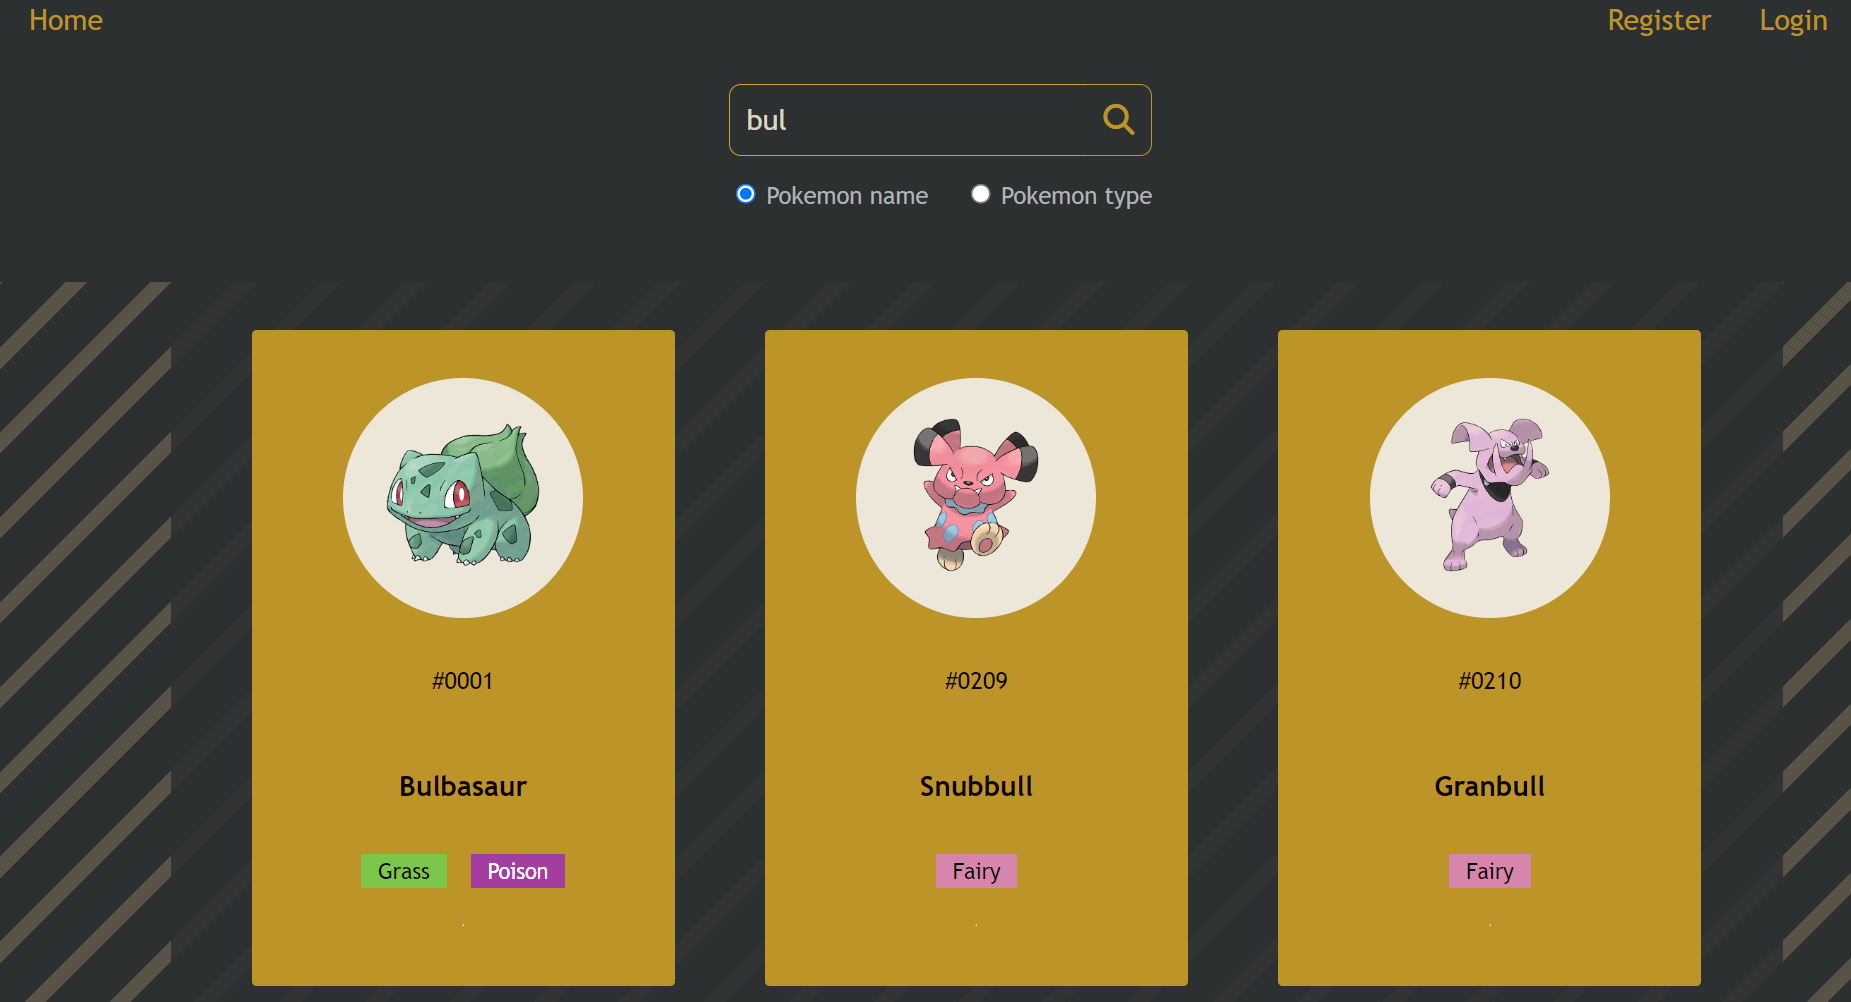 Home
Register
Login
bul
Pokemon name
Pokemon type
#0001
Bulbasaur
Grass
Poison
.
#0209
Snubbull
Fairy
.
#0210
Granbull
Fairy
.